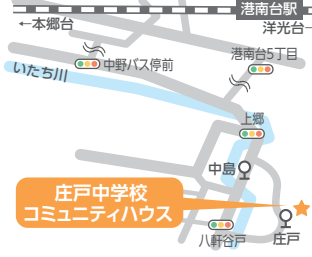 港南台駅
←本郷台
洋光台→
港南台5丁目
中野バス停前
いたち川
上郷
中島
庄戸中学校
コミュニティハウス
八軒谷戸
庄戸